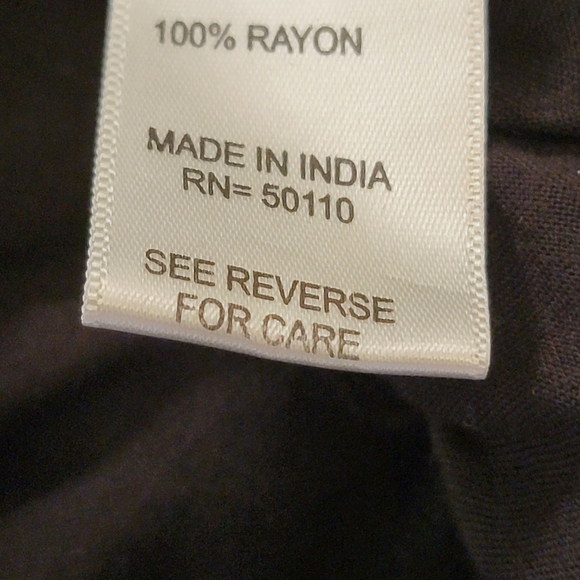 100% RAYON
MADE IN INDIA
RN= 50110
SEE REVERSE
FOR CARE